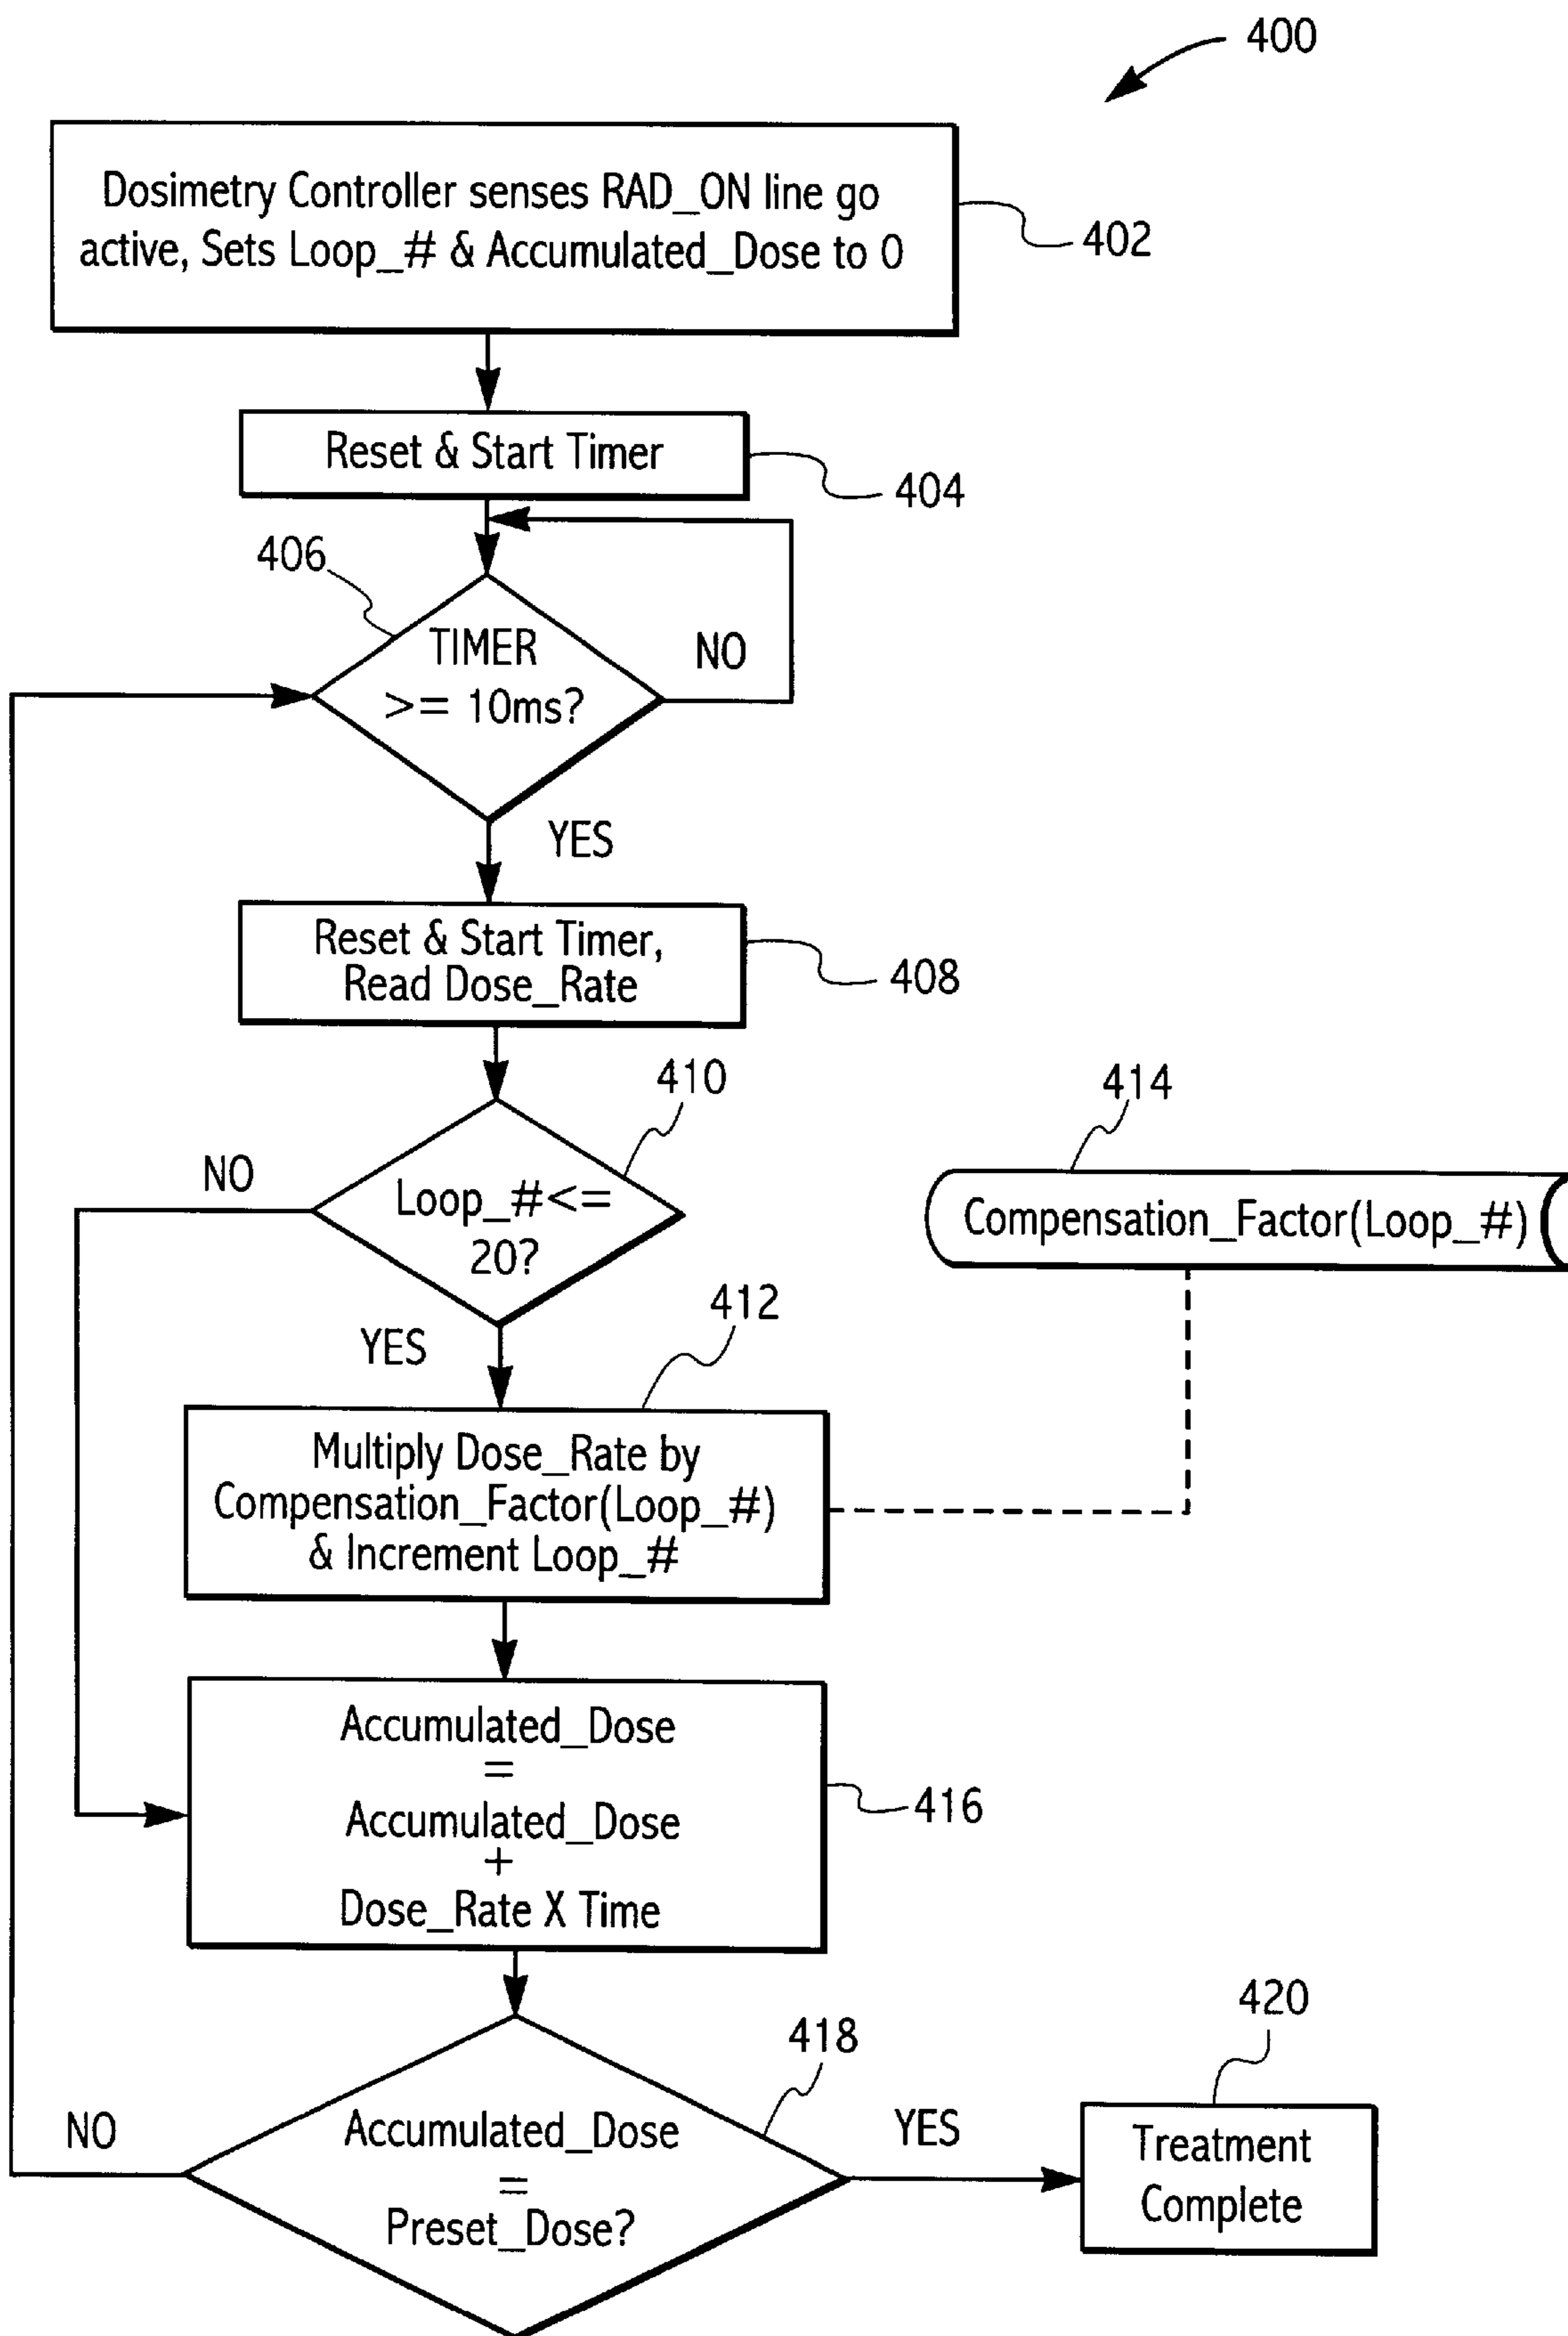 400
Dosimetry Controller senses RAD_ON line go
active, Sets Loop_# & Accumulated_Dose to 0
402
Reset & Start Timer
404
406
TIMER
>= 10ms?
NO
YES
Reset & Start Timer,
Read Dose_Rate
408
410
Loop_#<=
20?
NO
YES
414
Compensation_Factor(Loop_#)
412
Multiply Dose_Rate by
Compensation_Factor(Loop_#)
& Increment Loop_#
Accumulated_Dose
=
Accumulated_Dose
+
Dose_Rate X Time
416
418
Accumulated_Dose
=
Preset_Dose?
NO
YES
420
Treatment
Complete